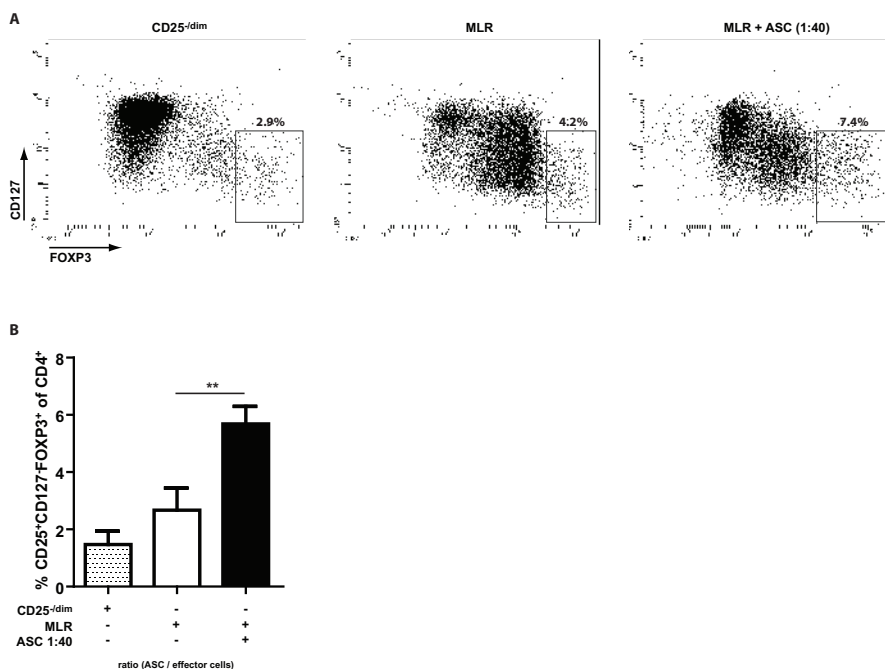 A
CD25-/dim
MLR
MLR + ASC (1:40)
2.9%
4.2%
7.4%
CD127
FOXP3
B
% CD25+CD127-FOXP3+ of CD4+
8
6
4
2
0
**
CD25-/dim + - -
MLR - + +
ASC 1:40 - - +
ratio (ASC / effector cells)